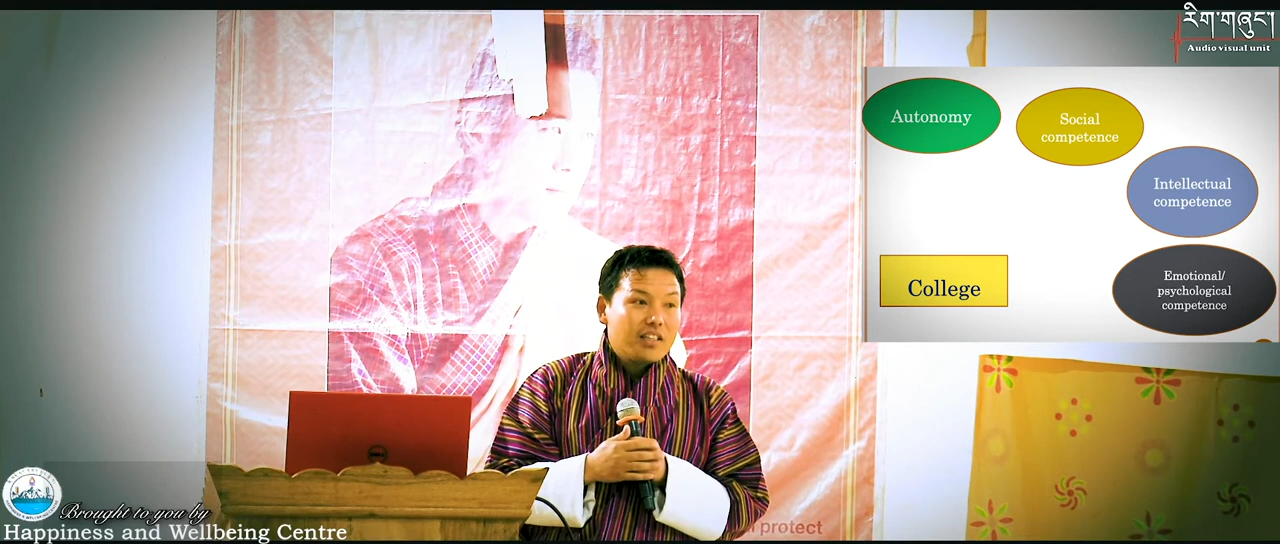 རིག་གཞུང་།
Audio visual unit
Autonomy
Social
competence
Intellectual
competence
College
Emotional/
psychological
competence
DELL
protect
Brought to you by
Happiness and Wellbeing Centre